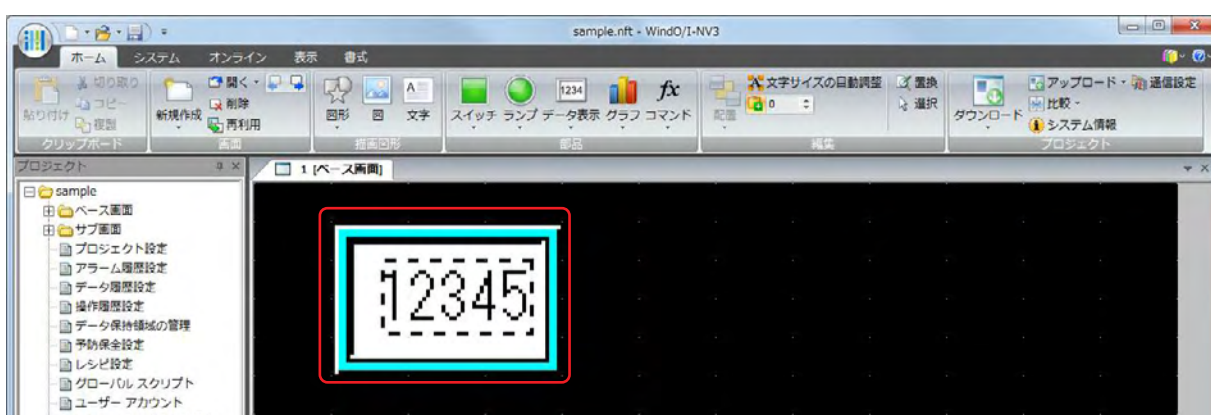 sample.nft - WindO/I-NV3
ホーム システム オンライン 表示 書式
貼り付け 切り取り コピー 複製
クリップボード
新規作成 開く 削除 再利用
画面
図形 図 文字
描画図形
スイッチ ランプ 1234 データ表示 グラフ fx コマンド
部品
配置 文字サイズの自動調整 0 置換 選択
編集
ダウンロード アップロード 比較 システム情報 通信設定
プロジェクト
プロジェクト
1 [ベース画面]
sample
ベース画面
サブ画面
プロジェクト設定
アラーム履歴設定
データ履歴設定
操作履歴設定
データ保持領域の管理
予防保全設定
レシピ設定
グローバル スクリプト
ユーザー アカウント
12345